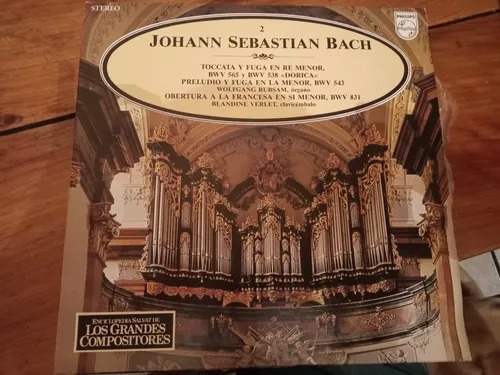 STEREO
2
PHILIPS
JOHANN SEBASTIAN BACH
TOCCATA Y FUGA EN RE MENOR,
BWV 565 y BWV 538 «DORICA»
PRELUDIO Y FUGA EN LA MENOR, BWV 543
WOLFGANG RUBSAM, órgano
OBERTURA A LA FRANCESA EN SI MENOR, BWV 831
BLANDINE VERLET, clavicémbalo
ENCICLOPEDIA SALVAT DE
LOS GRANDES
COMPOSITORES